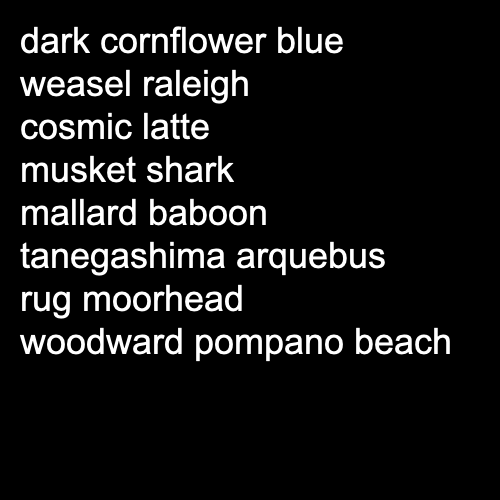 dark cornflower blue
weasel raleigh
cosmic latte
musket shark
mallard baboon
tanegashima arquebus
rug moorhead
woodward pompano beach